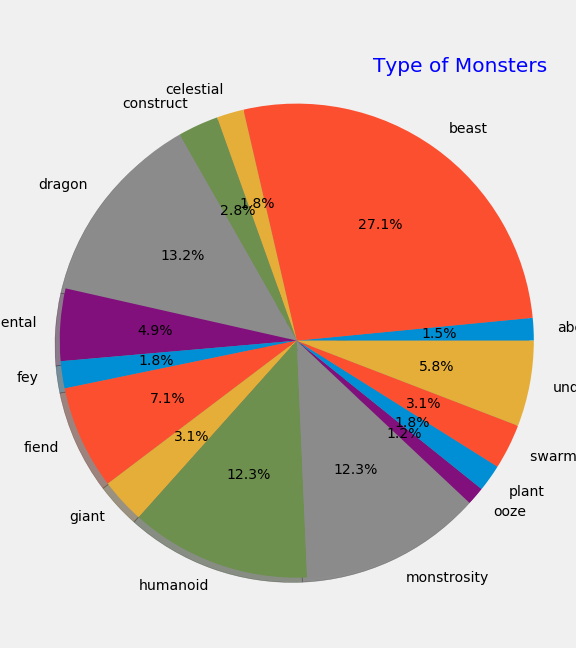 Type of Monsters
celestial
construct
beast
dragon
1.8%
2.8%
27.1%
13.2%
ental
4.9%
1.5%
abe
fey
1.8%
5.8%
und
7.1%
3.1%
fiend
3.1%
1.8%
1.2%
swarm
12.3%
12.3%
plant
giant
ooze
humanoid
monstrosity